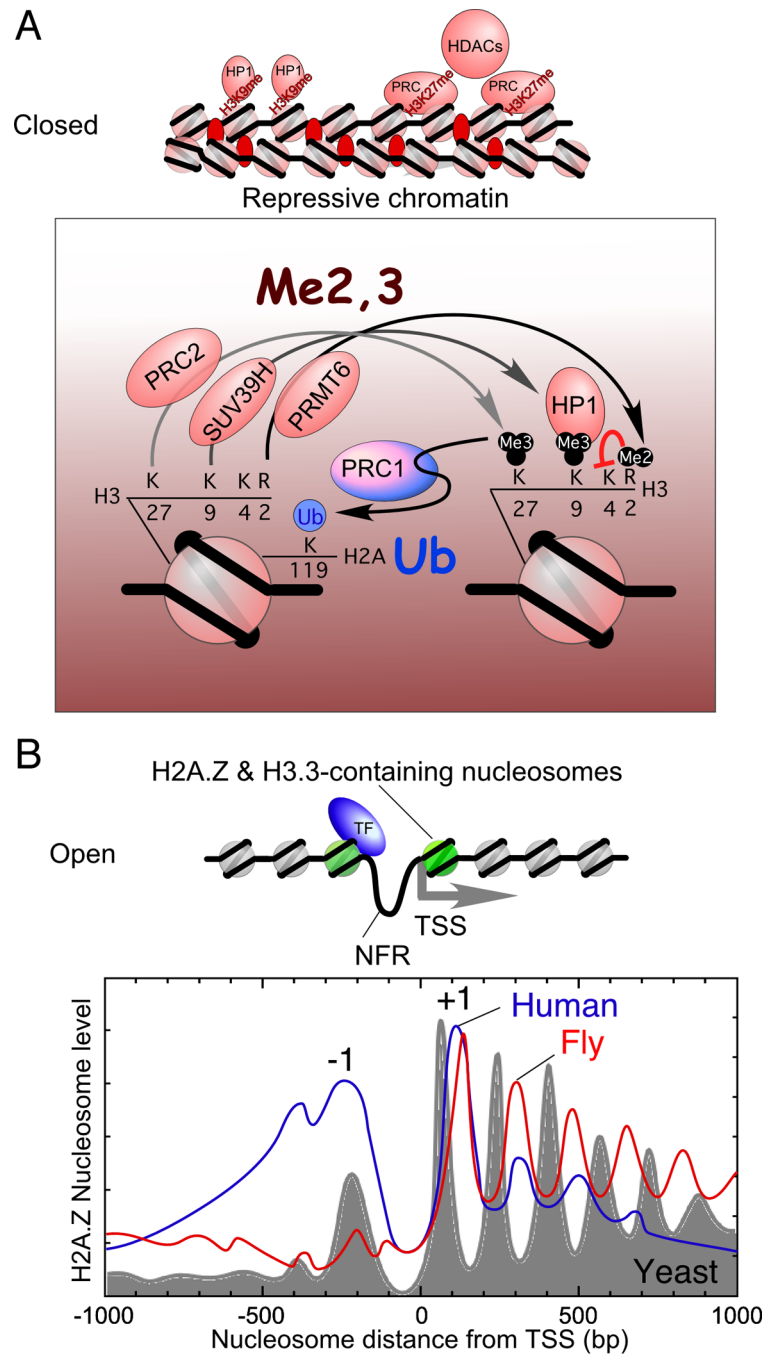 A
HDACs
HP1
HP1
PRC
PRC
H3K9me
H3K9me
H3K27me
H3K27me
Closed
Repressive chromatin
Me2,3
PRC2
SUV39H
PRMT6
HP1
PRC1
Me3
Me3
Me2
K K K R
H3
27 9 4 2
K K K R
H3
27 9 4 2
Ub
K
H2A
119
Ub
B
H2A.Z & H3.3-containing nucleosomes
TF
Open
TSS
NFR
H2A.Z Nucleosome level
+1
Human
-1
Fly
Yeast
-1000 -500 0 500 1000
Nucleosome distance from TSS (bp)